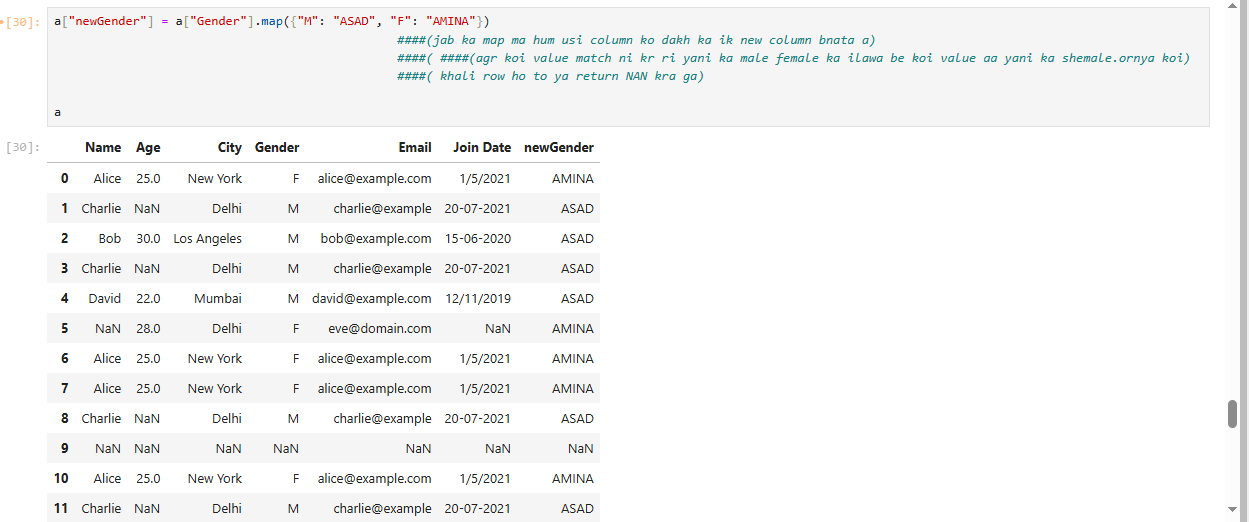 [30]: a["newGender"] = a["Gender"].map({"M": "ASAD", "F": "AMINA"})
####(jab ka map ma hum usi column ko dakh ka ik new column bnata a)
####( ####(agr koi value match ni kr ri yani ka male female ka ilawa be koi value aa yani ka shemale.ornya koi)
####( khali row ho to ya return NAN kra ga)
a
[30]: Name Age City Gender Email Join Date newGender
0 Alice 25.0 New York F alice@example.com 1/5/2021 AMINA
1 Charlie NaN Delhi M charlie@example 20-07-2021 ASAD
2 Bob 30.0 Los Angeles M bob@example.com 15-06-2020 ASAD
3 Charlie NaN Delhi M charlie@example 20-07-2021 ASAD
4 David 22.0 Mumbai M david@example.com 12/11/2019 ASAD
5 NaN 28.0 Delhi F eve@domain.com NaN AMINA
6 Alice 25.0 New York F alice@example.com 1/5/2021 AMINA
7 Alice 25.0 New York F alice@example.com 1/5/2021 AMINA
8 Charlie NaN Delhi M charlie@example 20-07-2021 ASAD
9 NaN NaN NaN NaN NaN NaN NaN
10 Alice 25.0 New York F alice@example.com 1/5/2021 AMINA
11 Charlie NaN Delhi M charlie@example 20-07-2021 ASAD